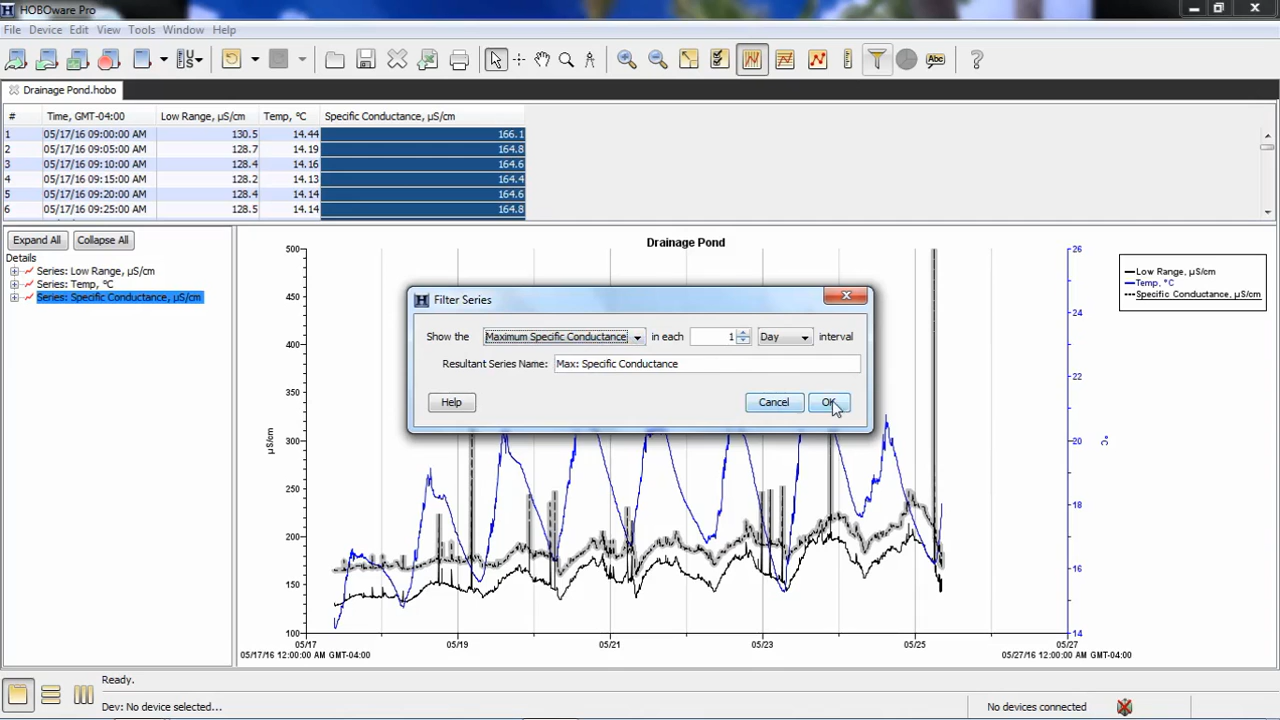 HOBOware Pro
File Device Edit View Tools Window Help
Abc
Drainage Pond.hobo
# Time, GMT-04:00 Low Range, µS/cm Temp, °C Specific Conductance, µS/cm
1 05/17/16 09:00:00 AM 130.5 14.44 166.1
2 05/17/16 09:05:00 AM 128.7 14.19 164.8
3 05/17/16 09:10:00 AM 128.4 14.16 164.6
4 05/17/16 09:15:00 AM 128.2 14.13 164.4
5 05/17/16 09:20:00 AM 128.4 14.14 164.6
6 05/17/16 09:25:00 AM 128.5 14.14 164.8
Expand All Collapse All
Details
Series: Low Range, µS/cm
Series: Temp, °C
Series: Specific Conductance, µS/cm
Drainage Pond
500
450
400
350
300
250
200
150
100
µS/cm
26
24
22
20
18
16
14
°C
Low Range, µS/cm
Temp, °C
Specific Conductance, µS/cm
Filter Series
Show the Maximum Specific Conductance in each 1 Day interval
Resultant Series Name: Max: Specific Conductance
Help Cancel OK
05/17 05/19 05/21 05/23 05/25 05/27
05/17/16 12:00:00 AM GMT-04:00 05/27/16 12:00:00 AM GMT-04:00
Ready.
Dev: No device selected... No devices connected